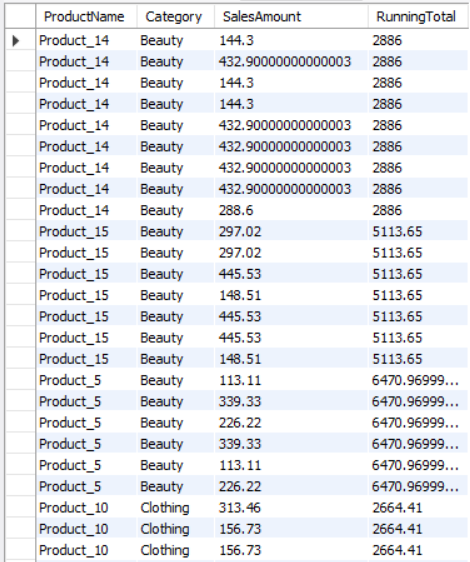 ProductName Category SalesAmount RunningTotal
Product_14 Beauty 144.3 2886
Product_14 Beauty 432.90000000000003 2886
Product_14 Beauty 144.3 2886
Product_14 Beauty 144.3 2886
Product_14 Beauty 432.90000000000003 2886
Product_14 Beauty 432.90000000000003 2886
Product_14 Beauty 432.90000000000003 2886
Product_14 Beauty 432.90000000000003 2886
Product_14 Beauty 288.6 2886
Product_15 Beauty 297.02 5113.65
Product_15 Beauty 297.02 5113.65
Product_15 Beauty 445.53 5113.65
Product_15 Beauty 148.51 5113.65
Product_15 Beauty 445.53 5113.65
Product_15 Beauty 445.53 5113.65
Product_15 Beauty 148.51 5113.65
Product_5 Beauty 113.11 6470.96999...
Product_5 Beauty 339.33 6470.96999...
Product_5 Beauty 226.22 6470.96999...
Product_5 Beauty 339.33 6470.96999...
Product_5 Beauty 113.11 6470.96999...
Product_5 Beauty 226.22 6470.96999...
Product_10 Clothing 313.46 2664.41
Product_10 Clothing 156.73 2664.41
Product_10 Clothing 156.73 2664.41